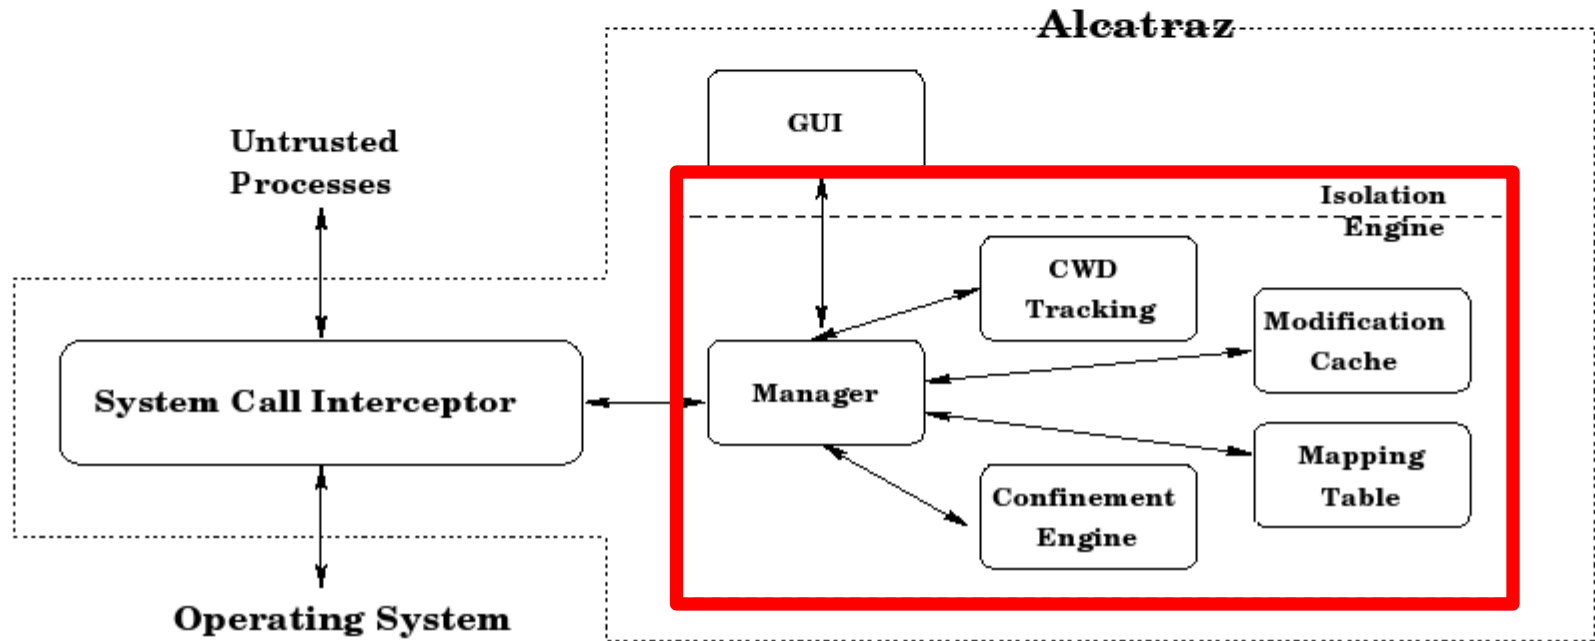 Alcatraz
GUI
Untrusted
Processes
Isolation
Engine
CWD
Tracking
Modification
Cache
System Call Interceptor
Manager
Mapping
Table
Confinement
Engine
Operating System